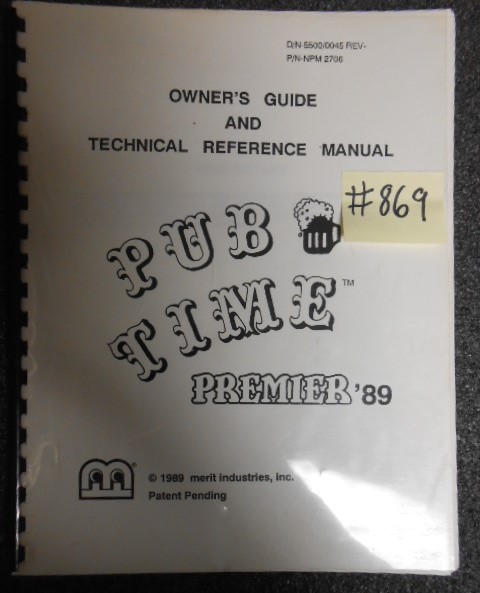 D/N-5500/0045 REV-
P/N-NPM 2706
OWNER'S GUIDE
AND
TECHNICAL REFERENCE MANUAL
#869
PUB
TIME™
PREMIER '89
© 1989 merit industries, inc.
Patent Pending